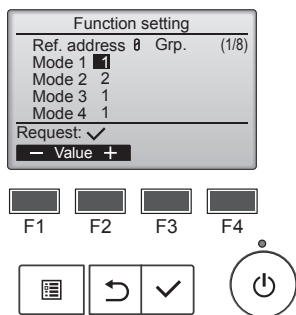 Function setting
Ref. address 0 Grp. (1/8)
Mode 1 1
Mode 2 2
Mode 3 1
Mode 4 1
Request: ✓
− Value +
F1 F2 F3 F4